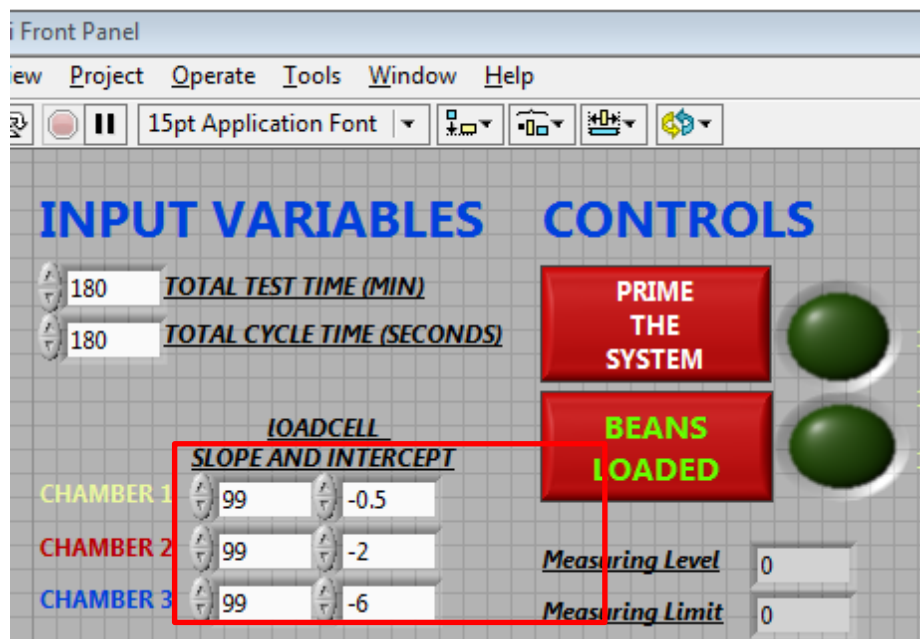 i Front Panel
iew Project Operate Tools Window Help
15pt Application Font
INPUT VARIABLES
180 TOTAL TEST TIME (MIN)
180 TOTAL CYCLE TIME (SECONDS)
LOADCELL
SLOPE AND INTERCEPT
CHAMBER 1 99 -0.5
CHAMBER 2 99 -2
CHAMBER 3 99 -6
CONTROLS
PRIME
THE
SYSTEM
BEANS
LOADED
Measuring Level 0
Measuring Limit 0